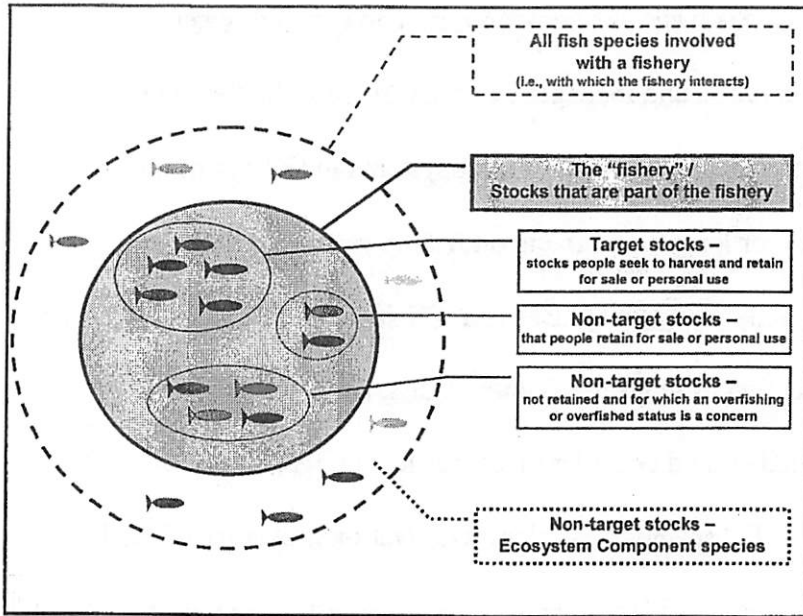 All fish species involved
with a fishery
(i.e., with which the fishery interacts)
The "fishery" /
Stocks that are part of the fishery
Target stocks –
stocks people seek to harvest and retain
for sale or personal use
Non-target stocks –
that people retain for sale or personal use
Non-target stocks –
not retained and for which an overfishing
or overfished status is a concern
Non-target stocks –
Ecosystem Component species